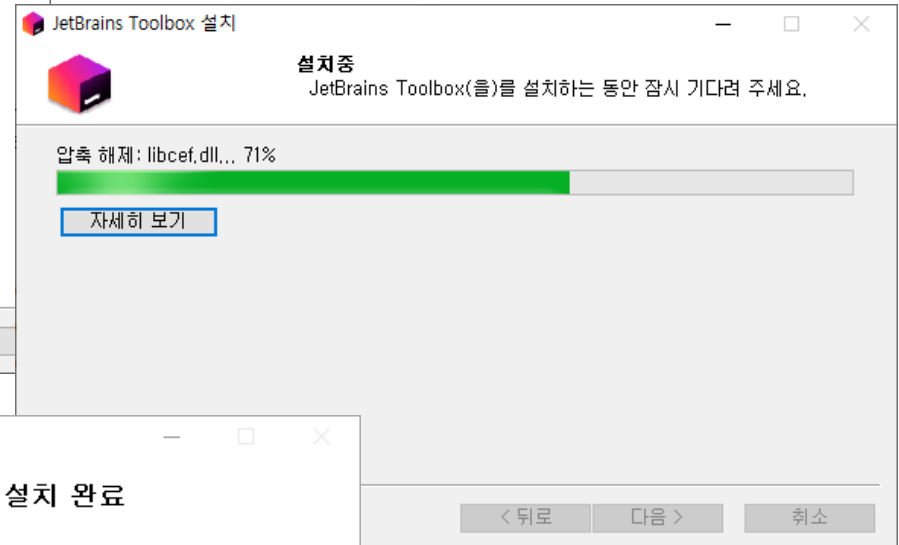 JetBrains Toolbox 설치
설치중
JetBrains Toolbox(을)를 설치하는 동안 잠시 기다려 주세요.
압축 해제: libcef.dll... 71%
자세히 보기
설치 완료
< 뒤로
다음 >
취소